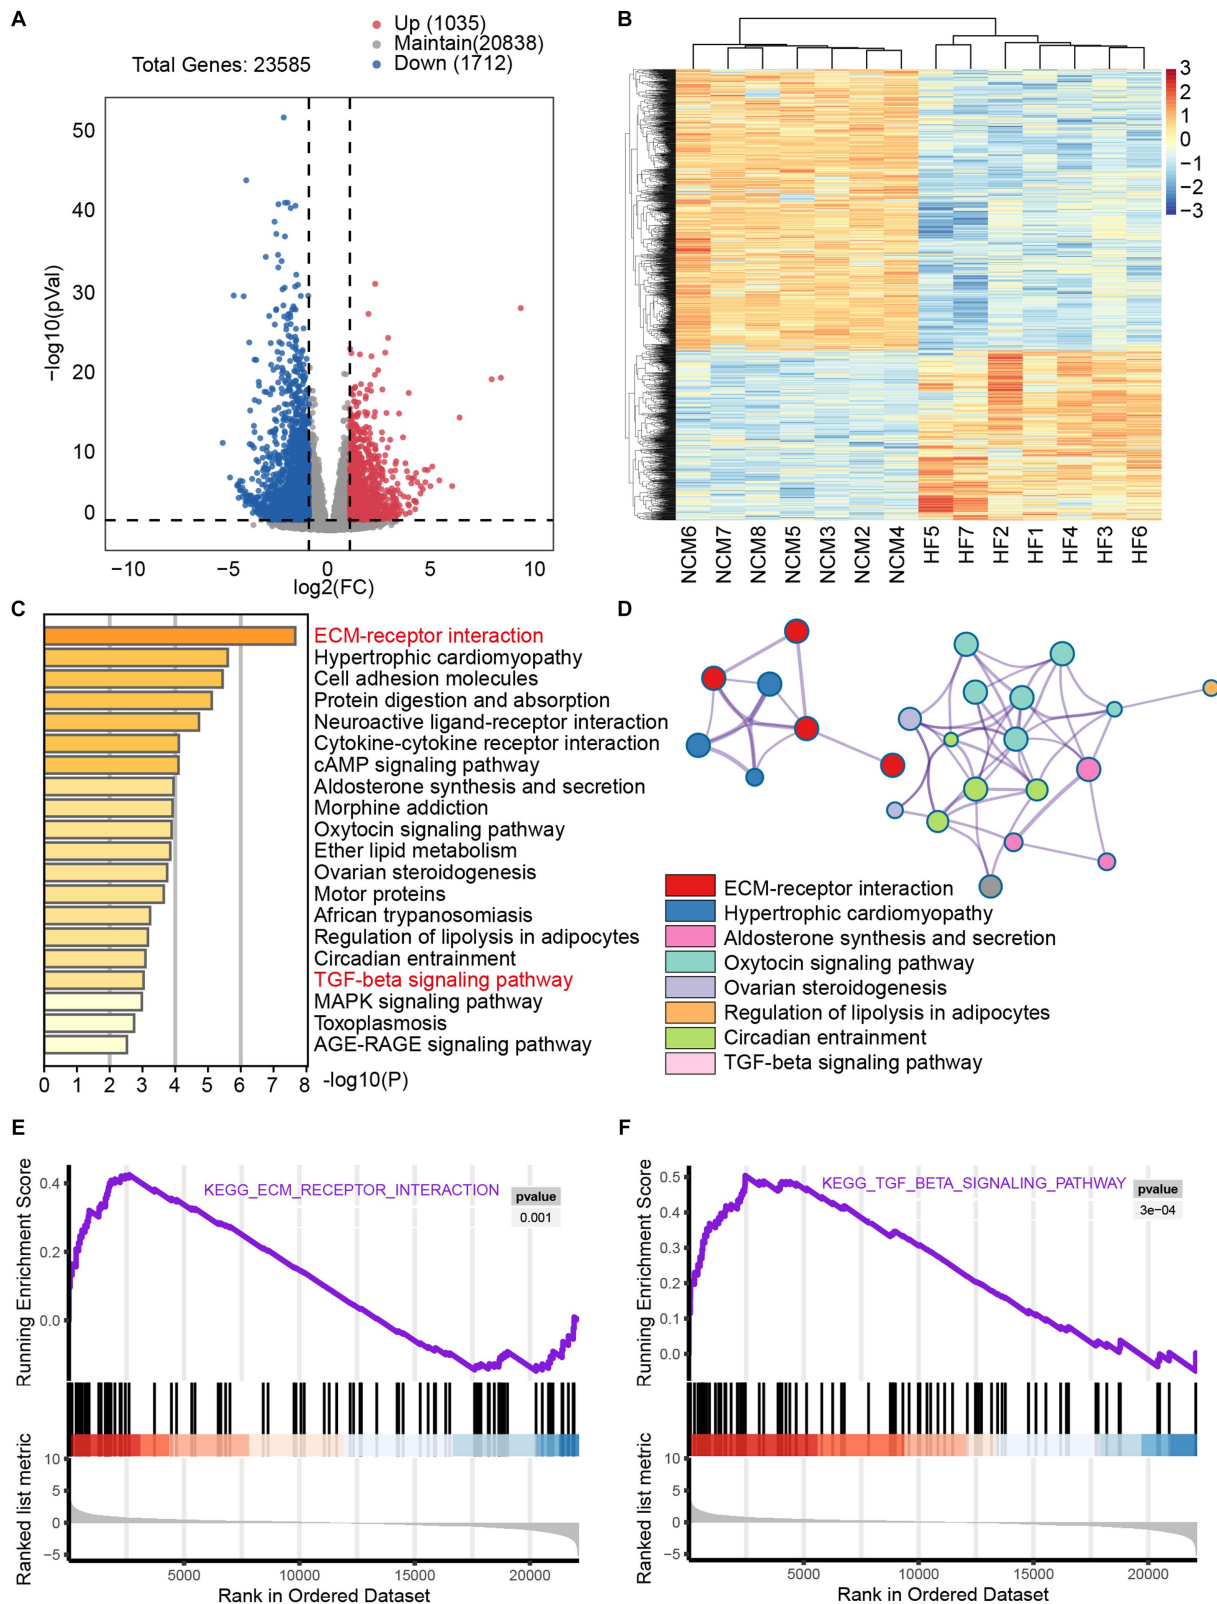 A
Up (1035)
Maintain(20838)
Down (1712)
Total Genes: 23585
50
40
30
20
10
0
−log10(pVal)
−10
−5
0
5
10
log2(FC)
B
3
2
1
0
−1
−2
−3
NCM6
NCM7
NCM8
NCM5
NCM3
NCM2
NCM4
HF5
HF7
HF2
HF1
HF4
HF3
HF6
C
ECM-receptor interaction
Hypertrophic cardiomyopathy
Cell adhesion molecules
Protein digestion and absorption
Neuroactive ligand-receptor interaction
Cytokine-cytokine receptor interaction
cAMP signaling pathway
Aldosterone synthesis and secretion
Morphine addiction
Oxytocin signaling pathway
Ether lipid metabolism
Ovarian steroidogenesis
Motor proteins
African trypanosomiasis
Regulation of lipolysis in adipocytes
Circadian entrainment
TGF-beta signaling pathway
MAPK signaling pathway
Toxoplasmosis
AGE-RAGE signaling pathway
0 1 2 3 4 5 6 7 8 -log10(P)
D
ECM-receptor interaction
Hypertrophic cardiomyopathy
Aldosterone synthesis and secretion
Oxytocin signaling pathway
Ovarian steroidogenesis
Regulation of lipolysis in adipocytes
Circadian entrainment
TGF-beta signaling pathway
E
KEGG_ECM_RECEPTOR_INTERACTION
pvalue
0.001
Running Enrichment Score
0.4
0.2
0.0
Ranked list metric
10
5
0
−5
5000 10000 15000 20000
Rank in Ordered Dataset
F
KEGG_TGF_BETA_SIGNALING_PATHWAY
pvalue
3e−04
Running Enrichment Score
0.5
0.4
0.3
0.2
0.1
0.0
Ranked list metric
10
5
0
−5
5000 10000 15000 20000
Rank in Ordered Dataset